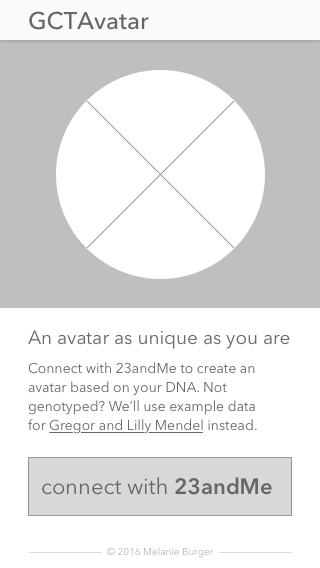 GCTAvatar
An avatar as unique as you are
Connect with 23andMe to create an
avatar based on your DNA. Not
genotyped? We’ll use example data
for Gregor and Lilly Mendel instead.
connect with 23andMe
© 2016 Melanie Burger